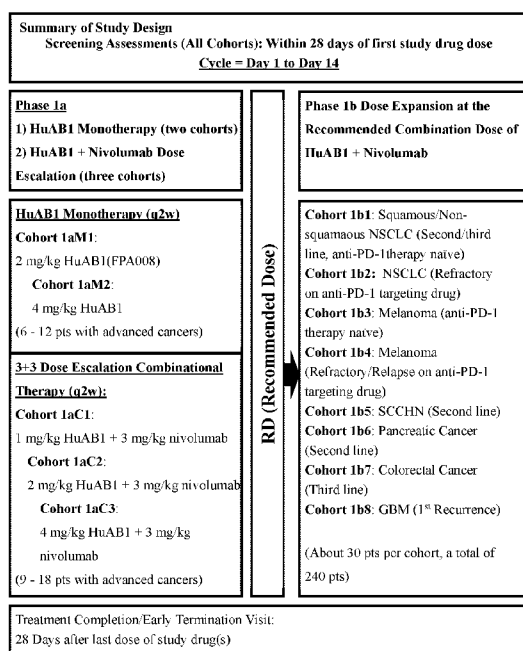 Summary of Study Design
Screening Assessments (All Cohorts): Within 28 days of first study drug dose
Cycle = Day 1 to Day 14
Phase 1a
1) HuAB1 Monotherapy (two cohorts)
2) HuAB1 + Nivolumab Dose
Escalation (three cohorts)
HuAB1 Monotherapy (q2w)
Cohort 1aM1:
2 mg/kg HuAB1(FPA008)
Cohort 1aM2:
4 mg/kg HuAB1
(6 - 12 pts with advanced cancers)
3+3 Dose Escalation Combinational
Therapy (q2w):
Cohort 1aC1:
1 mg/kg HuAB1 + 3 mg/kg nivolumab
Cohort 1aC2:
2 mg/kg HuAB1 + 3 mg/kg nivolumab
Cohort 1aC3:
4 mg/kg HuAB1 + 3 mg/kg
nivolumab
(9 - 18 pts with advanced cancers)
RD (Recommended Dose)
Phase 1b Dose Expansion at the
Recommended Combination Dose of
HuAB1 + Nivolumab
Cohort 1b1: Squamous/Non-
squamaous NSCLC (Second/third
line, anti-PD-1therapy naïve)
Cohort 1b2: NSCLC (Refractory
on anti-PD-1 targeting drug)
Cohort 1b3: Melanoma (anti-PD-1
therapy naïve)
Cohort 1b4: Melanoma
(Refractory/Relapse on anti-PD-1
targeting drug)
Cohort 1b5: SCCHN (Second line)
Cohort 1b6: Pancreatic Cancer
(Second line)
Cohort 1b7: Colorectal Cancer
(Third line)
Cohort 1b8: GBM (1st Recurrence)
(About 30 pts per cohort, a total of
240 pts)
Treatment Completion/Early Termination Visit:
28 Days after last dose of study drug(s)